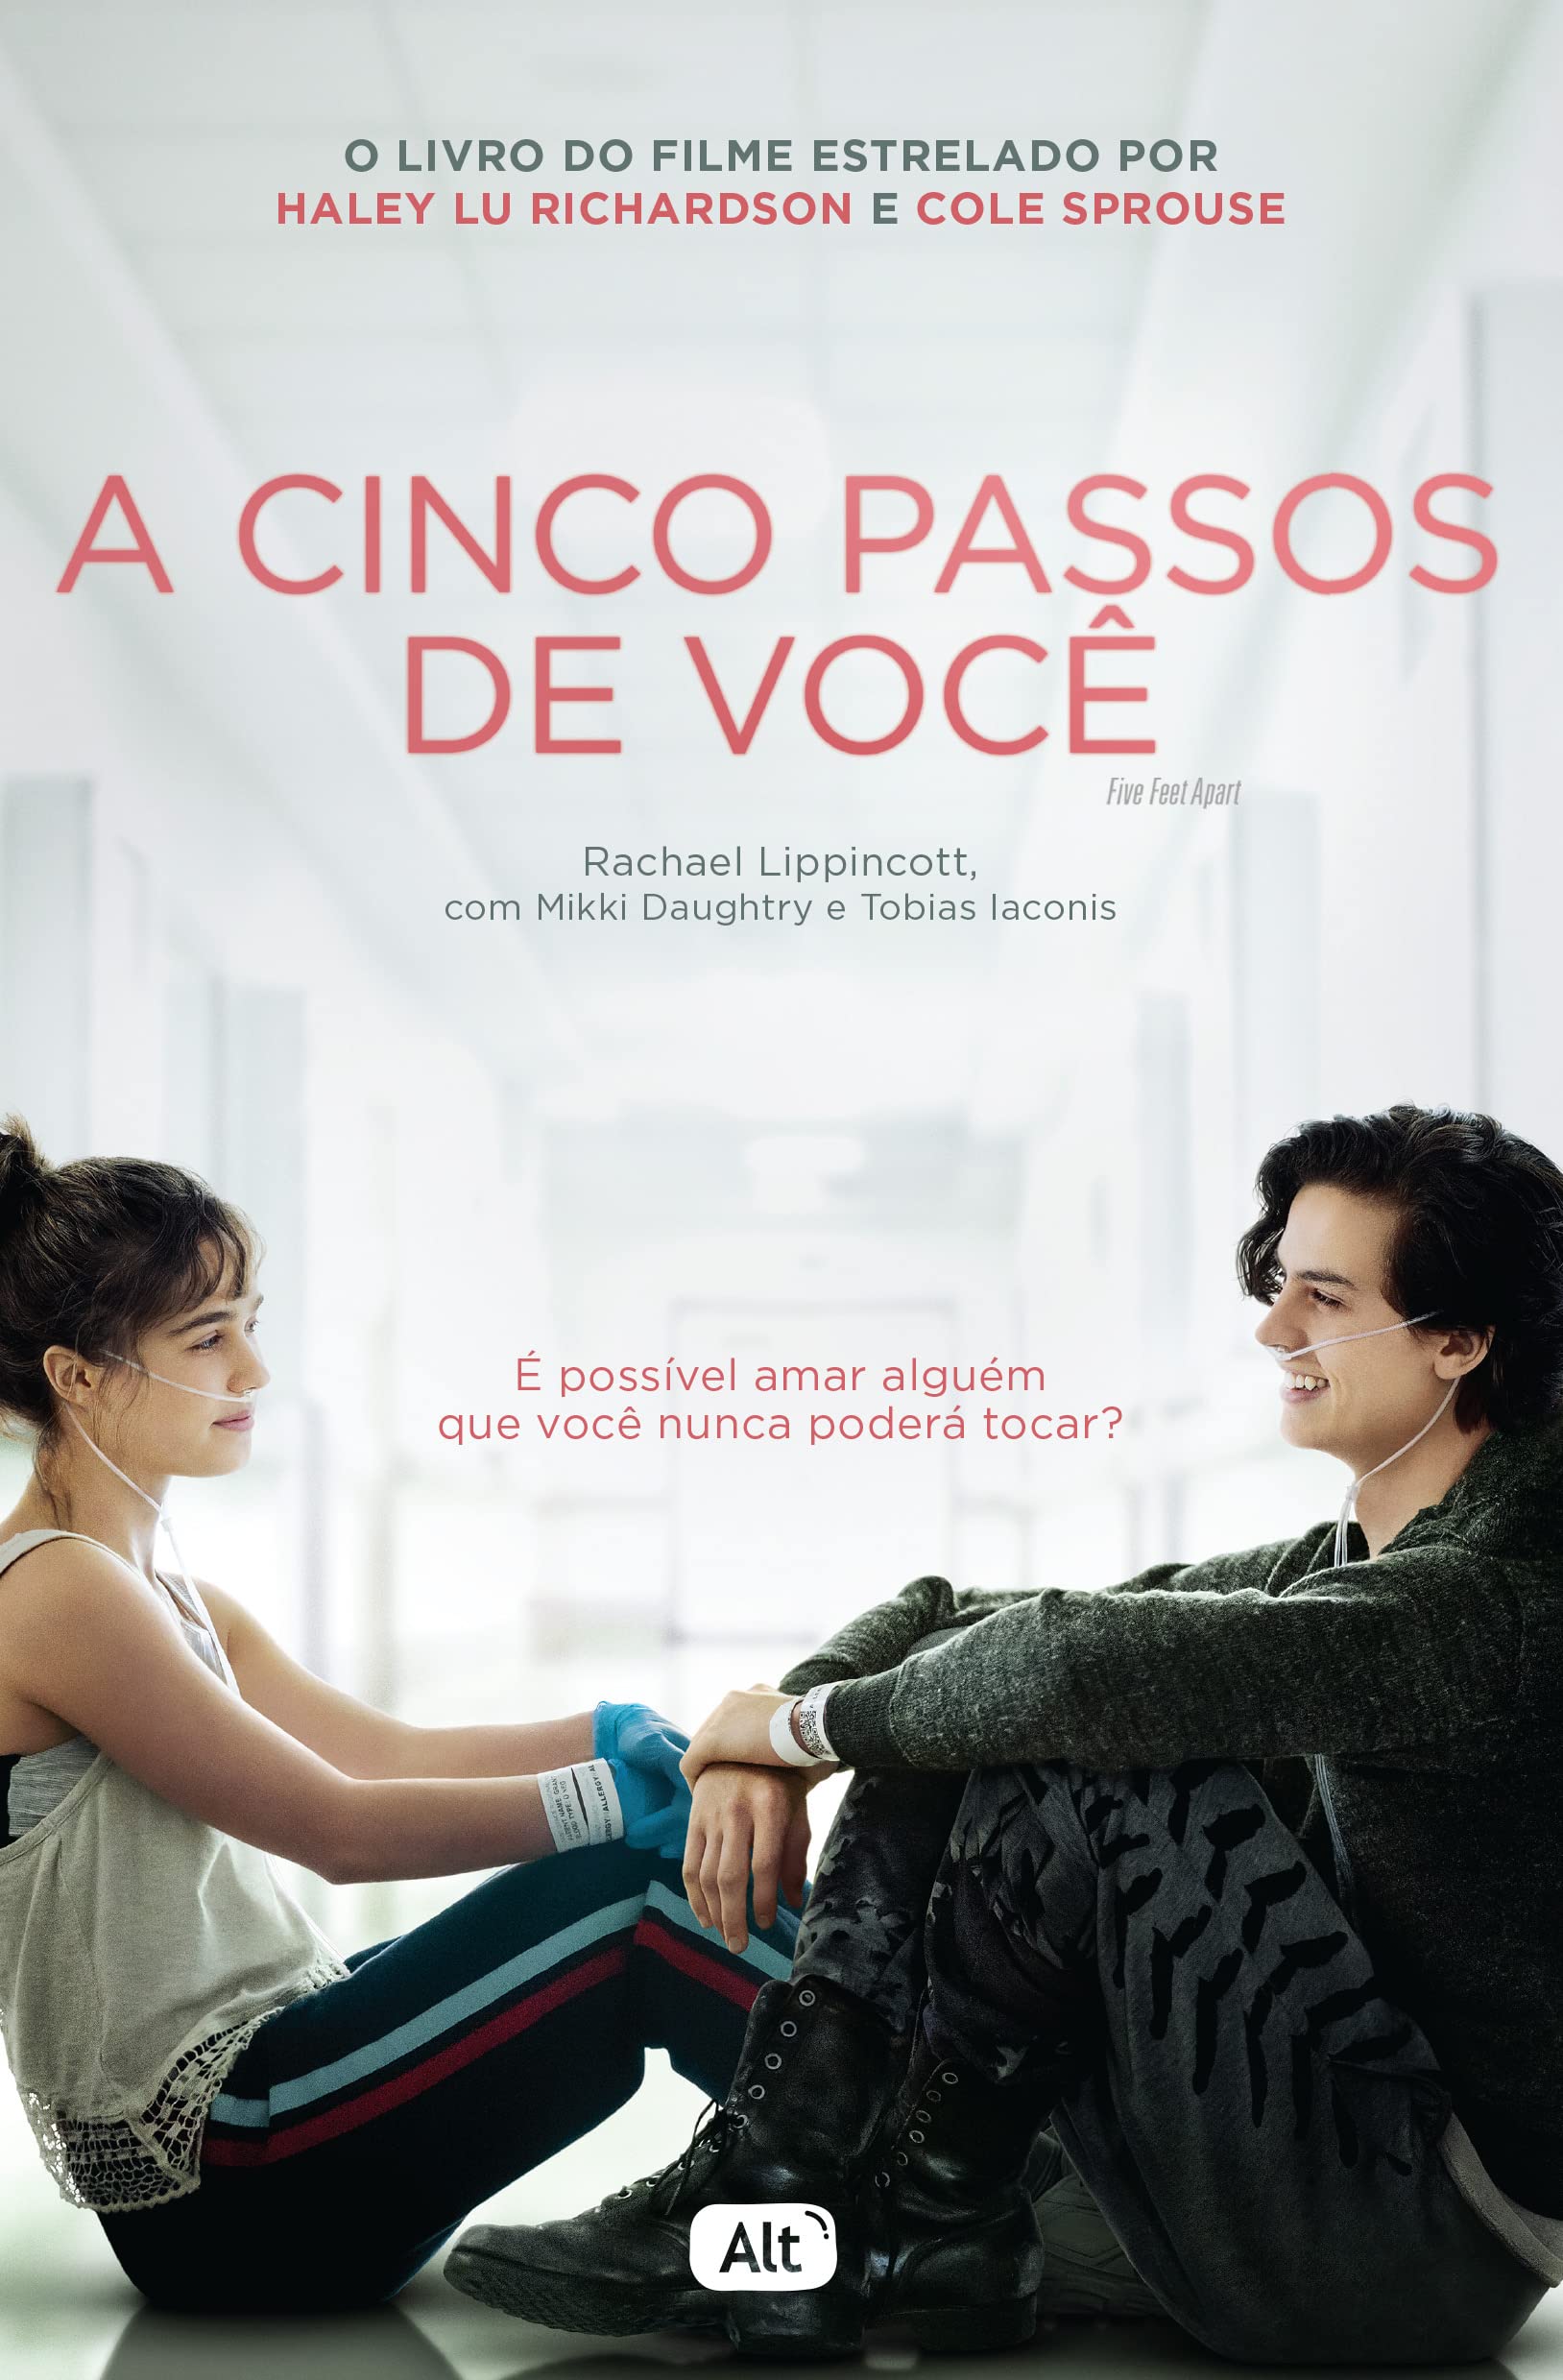 O LIVRO DO FILME ESTRELADO POR
HALEY LU RICHARDSON E COLE SPROUSE
A CINCO PASSOS
DE VOCÊ
Five Feet Apart
Rachael Lippincott,
com Mikki Daughtry e Tobias Iaconis
É possível amar alguém
que você nunca poderá tocar?
ALLERGY
Alt